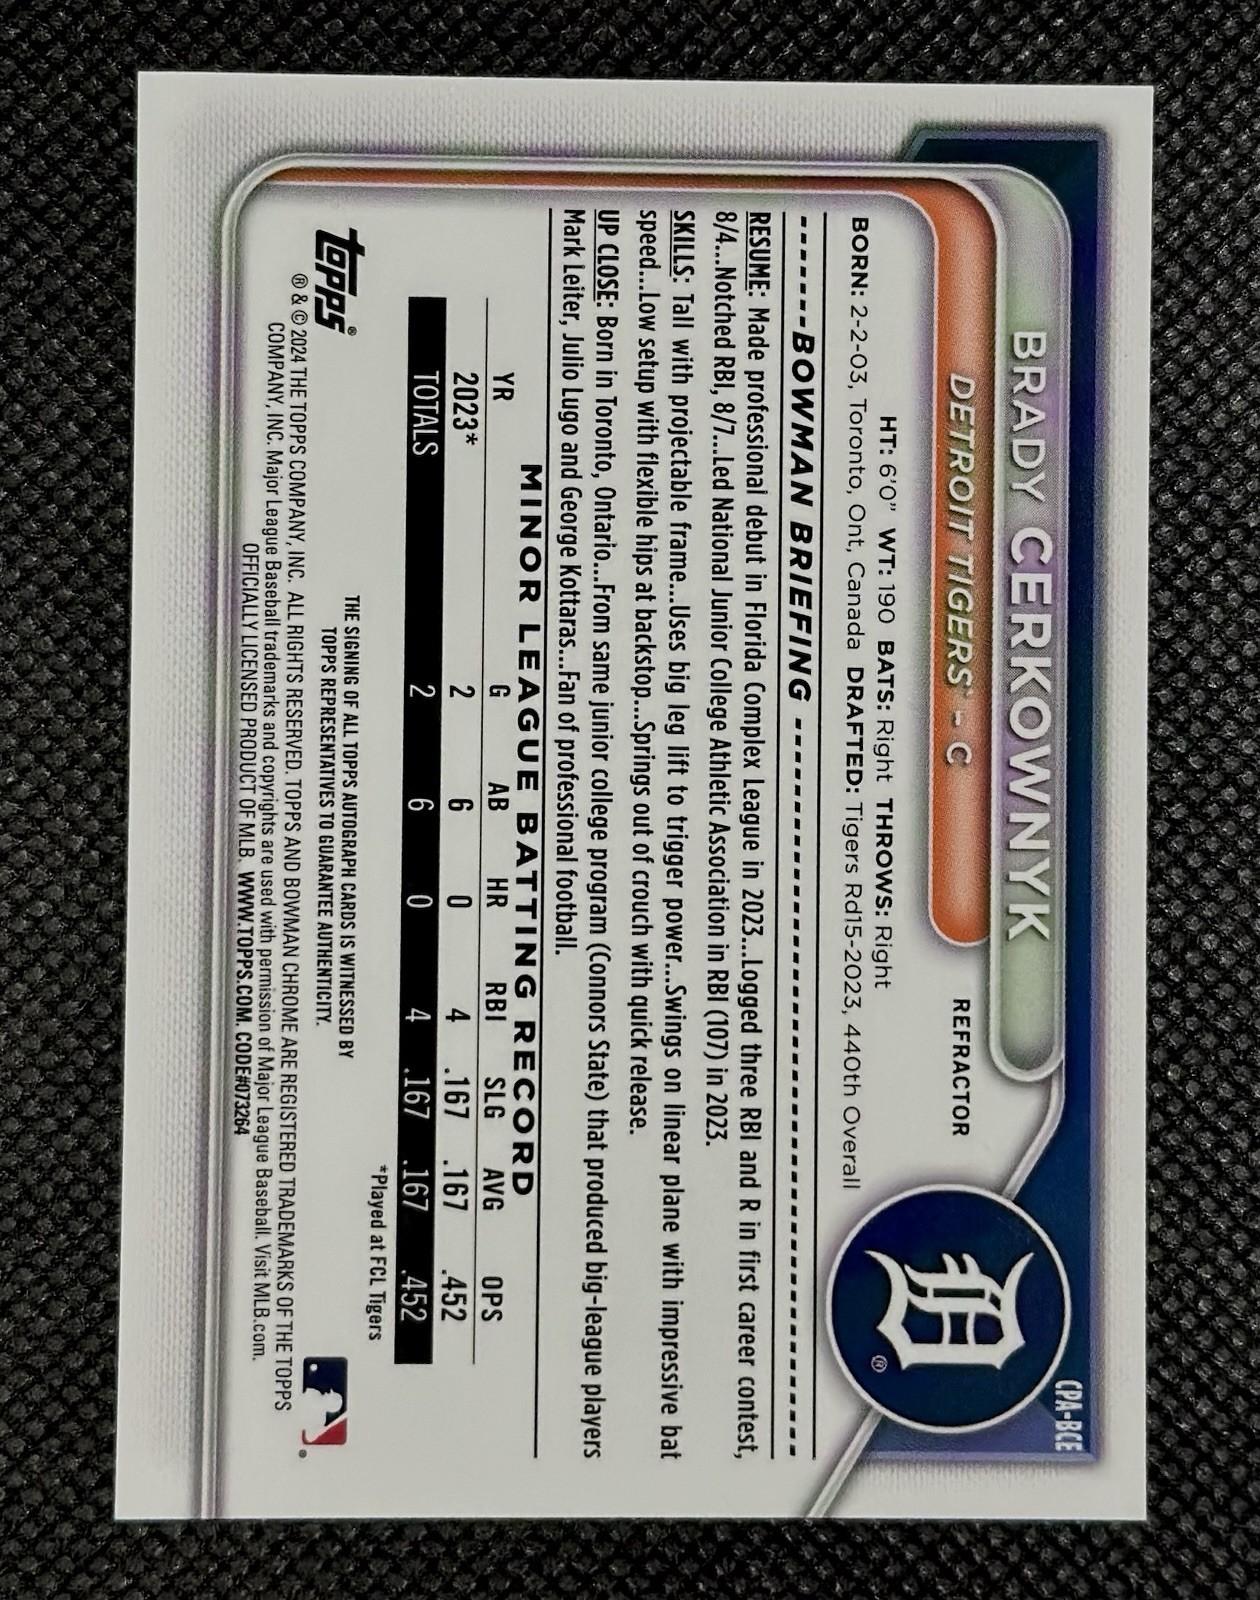 BRADY CERKOWNYK
DETROIT TIGERS® - C
REFRACTOR
CPA-BCE
HT: 6'0" WT: 190 BATS: Right THROWS: Right
BORN: 2-2-03, Toronto, Ont, Canada DRAFTED: Tigers Rd15-2023, 440th Overall
D
®
------BOWMAN BRIEFING ------------------------------
RESUME: Made professional debut in Florida Complex League in 2023...Logged three RBI and R in first career contest,
8/4...Notched RBI, 8/7...Led National Junior College Athletic Association in RBI (107) in 2023.
SKILLS: Tall with projectable frame...Uses big leg lift to trigger power...Swings on linear plane with impressive bat
speed...Low setup with flexible hips at backstop...Springs out of crouch with quick release.
UP CLOSE: Born in Toronto, Ontario...From same junior college program (Connors State) that produced big-league players
Mark Leiter, Julio Lugo and George Kottaras...Fan of professional football.
MINOR LEAGUE BATTING RECORD
YR G AB HR RBI SLG AVG OPS
2023* 2 6 0 4 .167 .167 .452
TOTALS 2 6 0 4 .167 .167 .452
*Played at FCL Tigers
topps®
THE SIGNING OF ALL TOPPS AUTOGRAPH CARDS IS WITNESSED BY
TOPPS REPRESENTATIVES TO GUARANTEE AUTHENTICITY.
® & © 2024 THE TOPPS COMPANY, INC. ALL RIGHTS RESERVED. TOPPS AND BOWMAN CHROME ARE REGISTERED TRADEMARKS OF THE TOPPS
COMPANY, INC. Major League Baseball trademarks and copyrights are used with permission of Major League Baseball. Visit MLB.com.
OFFICIALLY LICENSED PRODUCT OF MLB. WWW.TOPPS.COM. CODE#073264
®